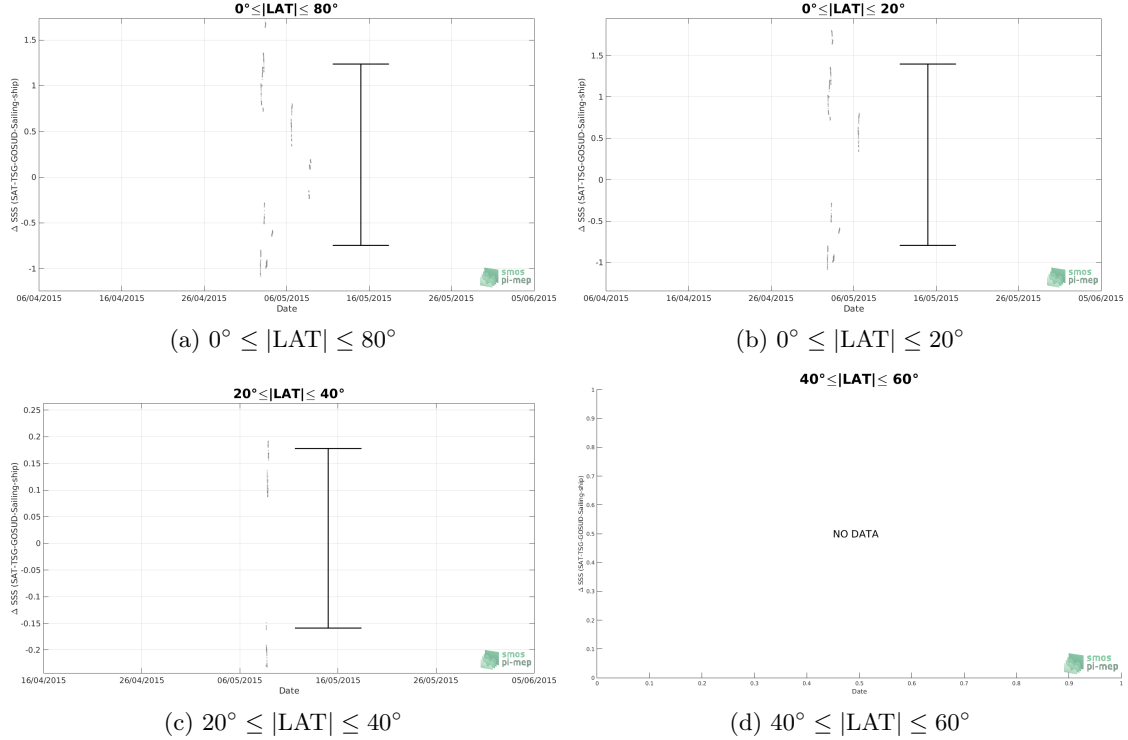 0°≤|LAT|≤ 80°
Δ SSS (SAT-TSG-GOSUD-Sailing-ship)
1.5
1
0.5
0
-0.5
-1
06/04/2015 16/04/2015 26/04/2015 06/05/2015 16/05/2015 26/05/2015 05/06/2015
Date
smos
pi-mep
(a) 0° ≤ |LAT| ≤ 80°
0°≤|LAT|≤ 20°
Δ SSS (SAT-TSG-GOSUD-Sailing-ship)
1.5
1
0.5
0
-0.5
-1
06/04/2015 16/04/2015 26/04/2015 06/05/2015 16/05/2015 26/05/2015 05/06/2015
Date
smos
pi-mep
(b) 0° ≤ |LAT| ≤ 20°
20°≤|LAT|≤ 40°
Δ SSS (SAT-TSG-GOSUD-Sailing-ship)
0.25
0.2
0.15
0.1
0.05
0
-0.05
-0.1
-0.15
-0.2
16/04/2015 26/04/2015 06/05/2015 16/05/2015 26/05/2015 05/06/2015
Date
smos
pi-mep
(c) 20° ≤ |LAT| ≤ 40°
40°≤|LAT|≤ 60°
Δ SSS (SAT-TSG-GOSUD-Sailing-ship)
1
0.9
0.8
0.7
0.6
0.5
0.4
0.3
0.2
0.1
0
NO DATA
0 0.1 0.2 0.3 0.4 0.5 0.6 0.7 0.8 0.9 1
Date
smos
pi-mep
(d) 40° ≤ |LAT| ≤ 60°